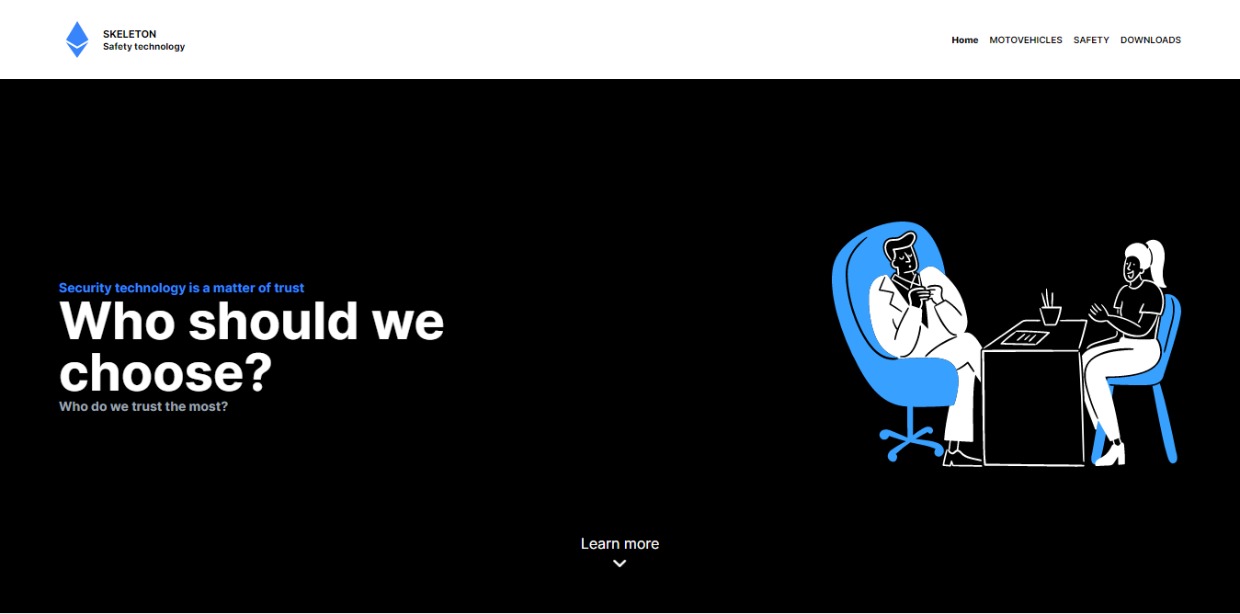 SKELETON
Safety technology
Home MOTOVEHICLES SAFETY DOWNLOADS
Security technology is a matter of trust
Who should we
choose?
Who do we trust the most?
Learn more